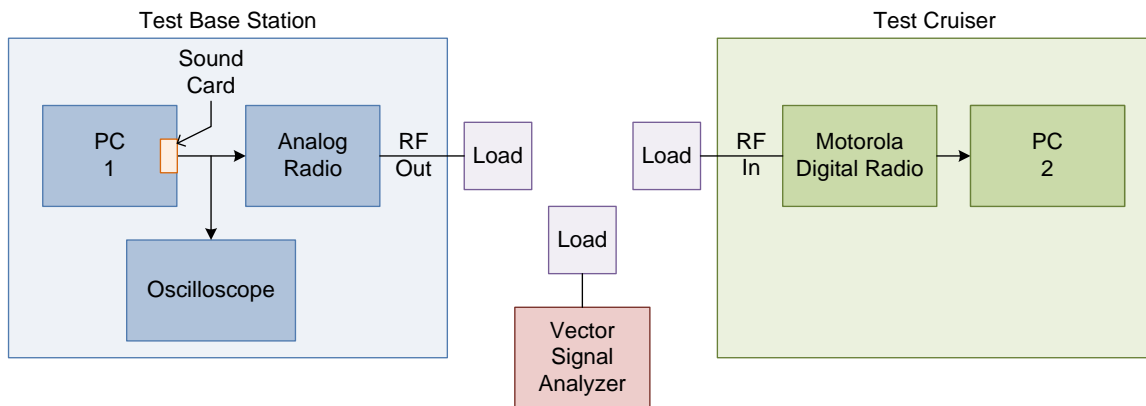 Test Base Station
Test Cruiser
Sound
Card
PC
1
Analog
Radio
RF
Out
Load
Load
RF
In
Motorola
Digital Radio
PC
2
Oscilloscope
Load
Vector
Signal
Analyzer